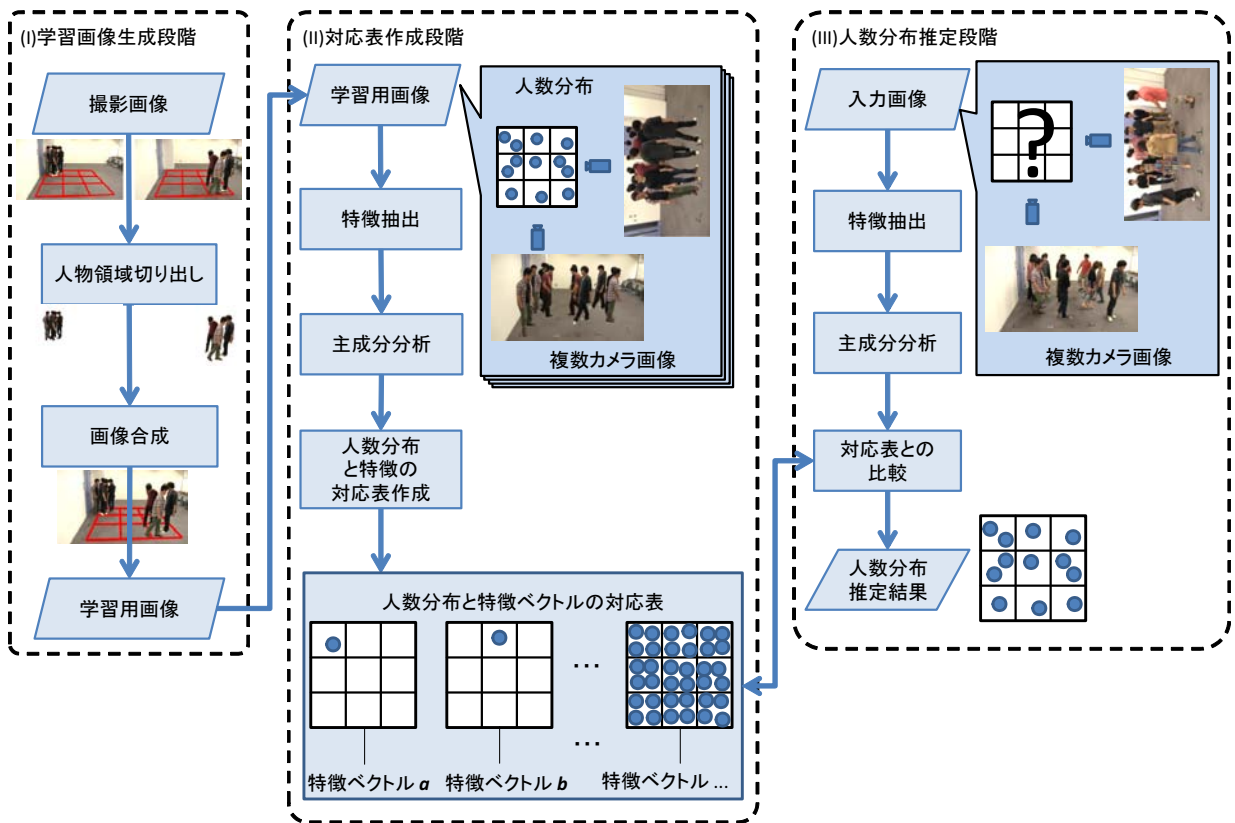 (I)学習画像生成段階
撮影画像
人物領域切り出し
画像合成
学習用画像
(II)対応表作成段階
学習用画像
特徴抽出
主成分分析
人数分布
と特徴の
対応表作成
人数分布
複数カメラ画像
人数分布と特徴ベクトルの対応表
...
...
特徴ベクトル a
特徴ベクトル b
特徴ベクトル ...
(III)人数分布推定段階
入力画像
特徴抽出
主成分分析
対応表との
比較
人数分布
推定結果
?
複数カメラ画像